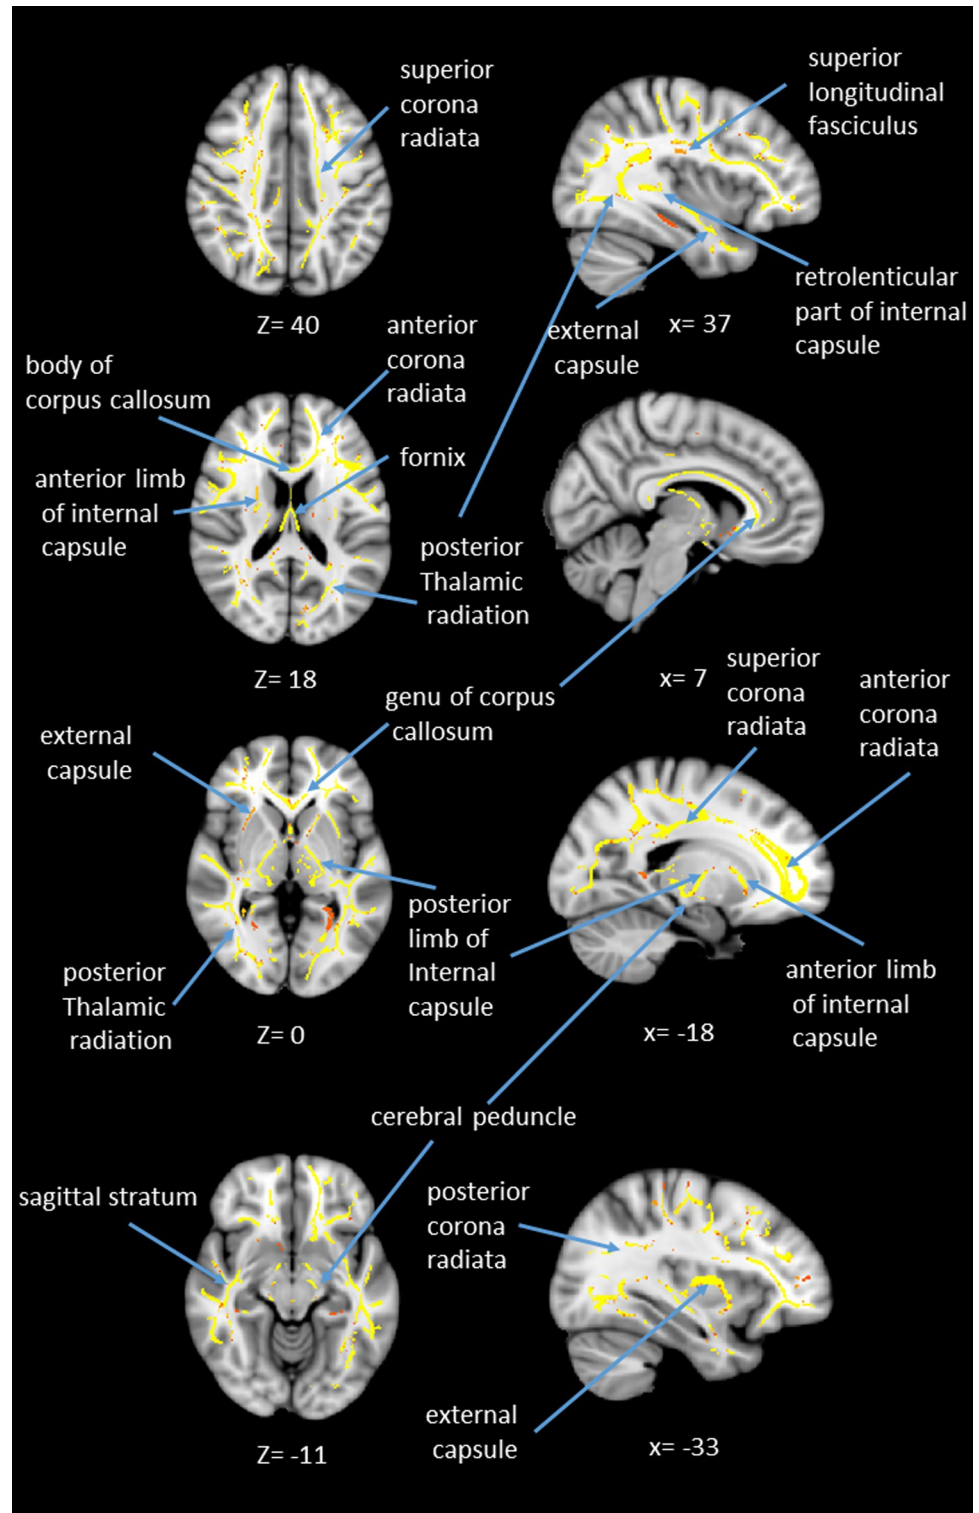 superior
corona
radiata
Z= 40
superior
longitudinal
fasciculus
retrolenticular
part of internal
capsule
external
capsule
x= 37
body of
corpus callosum
anterior
corona
radiata
fornix
anterior limb
of internal
capsule
posterior
Thalamic
radiation
Z= 18
x= 7
genu of corpus
callosum
superior
corona
radiata
anterior
corona
radiata
external
capsule
posterior
limb of
Internal
capsule
posterior
Thalamic
radiation
Z= 0
anterior limb
of internal
capsule
x= -18
cerebral peduncle
sagittal stratum
posterior
corona
radiata
external
capsule
Z= -11
x= -33